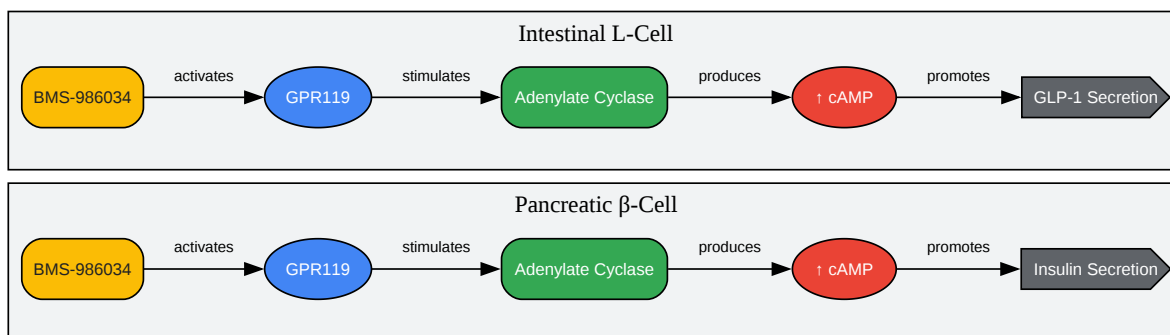 Intestinal L-Cell
BMS-986034
activates
GPR119
stimulates
Adenylate Cyclase
produces
↑ cAMP
promotes
GLP-1 Secretion
Pancreatic β-Cell
BMS-986034
activates
GPR119
stimulates
Adenylate Cyclase
produces
↑ cAMP
promotes
Insulin Secretion